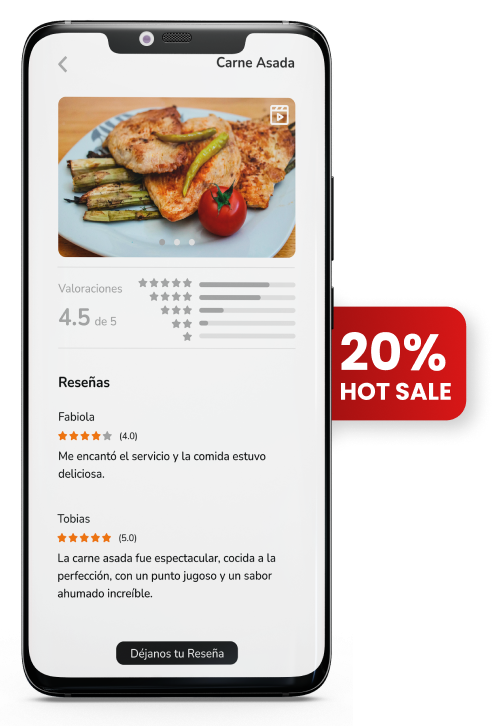 Carne Asada
Valoraciones
4.5 de 5
20%
HOT SALE
Reseñas
Fabiola
(4.0)
Me encantó el servicio y la comida estuvo
deliciosa.
Tobias
(5.0)
La carne asada fue espectacular, cocida a la
perfección, con un punto jugoso y un sabor
ahumado increíble.
Déjanos tu Reseña